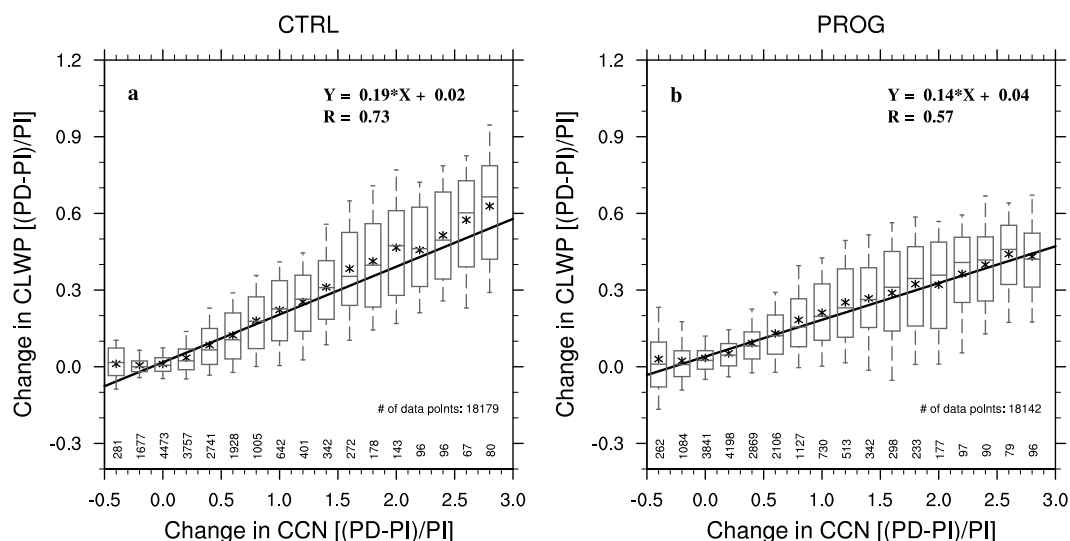 CTRL
Change in CLWP [(PD-PI)/PI]
1.2
0.9
0.6
0.3
0.0
-0.3
a
Y = 0.19*X + 0.02
R = 0.73
# of data points: 18179
281 1677 4473 3757 2741 1928 1005 642 401 342 272 178 143 96 96 67 80
-0.5 0.0 0.5 1.0 1.5 2.0 2.5 3.0
Change in CCN [(PD-PI)/PI]
PROG
Change in CLWP [(PD-PI)/PI]
1.2
0.9
0.6
0.3
0.0
-0.3
b
Y = 0.14*X + 0.04
R = 0.57
# of data points: 18142
262 1084 3841 4198 2869 2106 1127 730 513 342 298 233 177 97 90 79 96
-0.5 0.0 0.5 1.0 1.5 2.0 2.5 3.0
Change in CCN [(PD-PI)/PI]